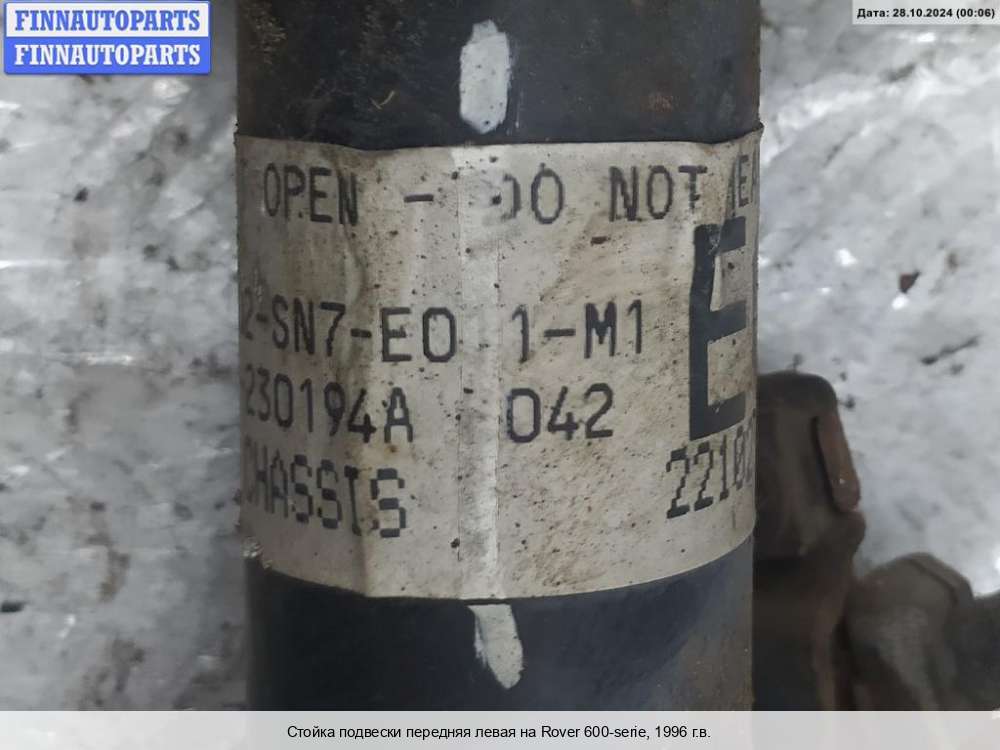 FINNAUTOPARTS
FINNAUTOPARTS
Дата: 28.10.2024 (00:06)
OPEN - DO NOT
2-SN7-E0 1-M1
E
230194A 042
CHASSIS
Стойка подвески передняя левая на Rover 600-serie, 1996 г.в.